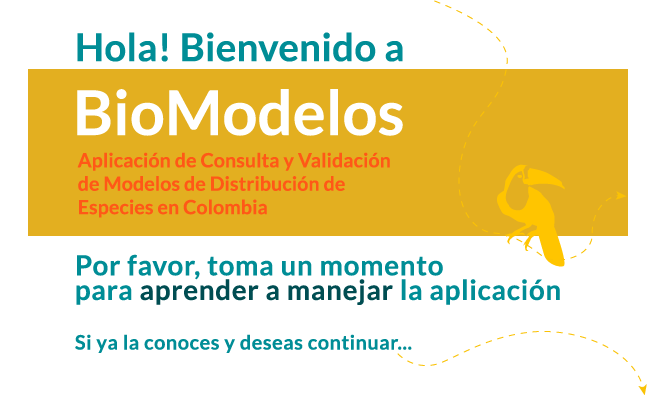 Hola! Bienvenido a
BioModelos
Aplicación de Consulta y Validación
de Modelos de Distribución de
Especies en Colombia
Por favor, toma un momento
para aprender a manejar la aplicación
Si ya la conoces y deseas continuar...